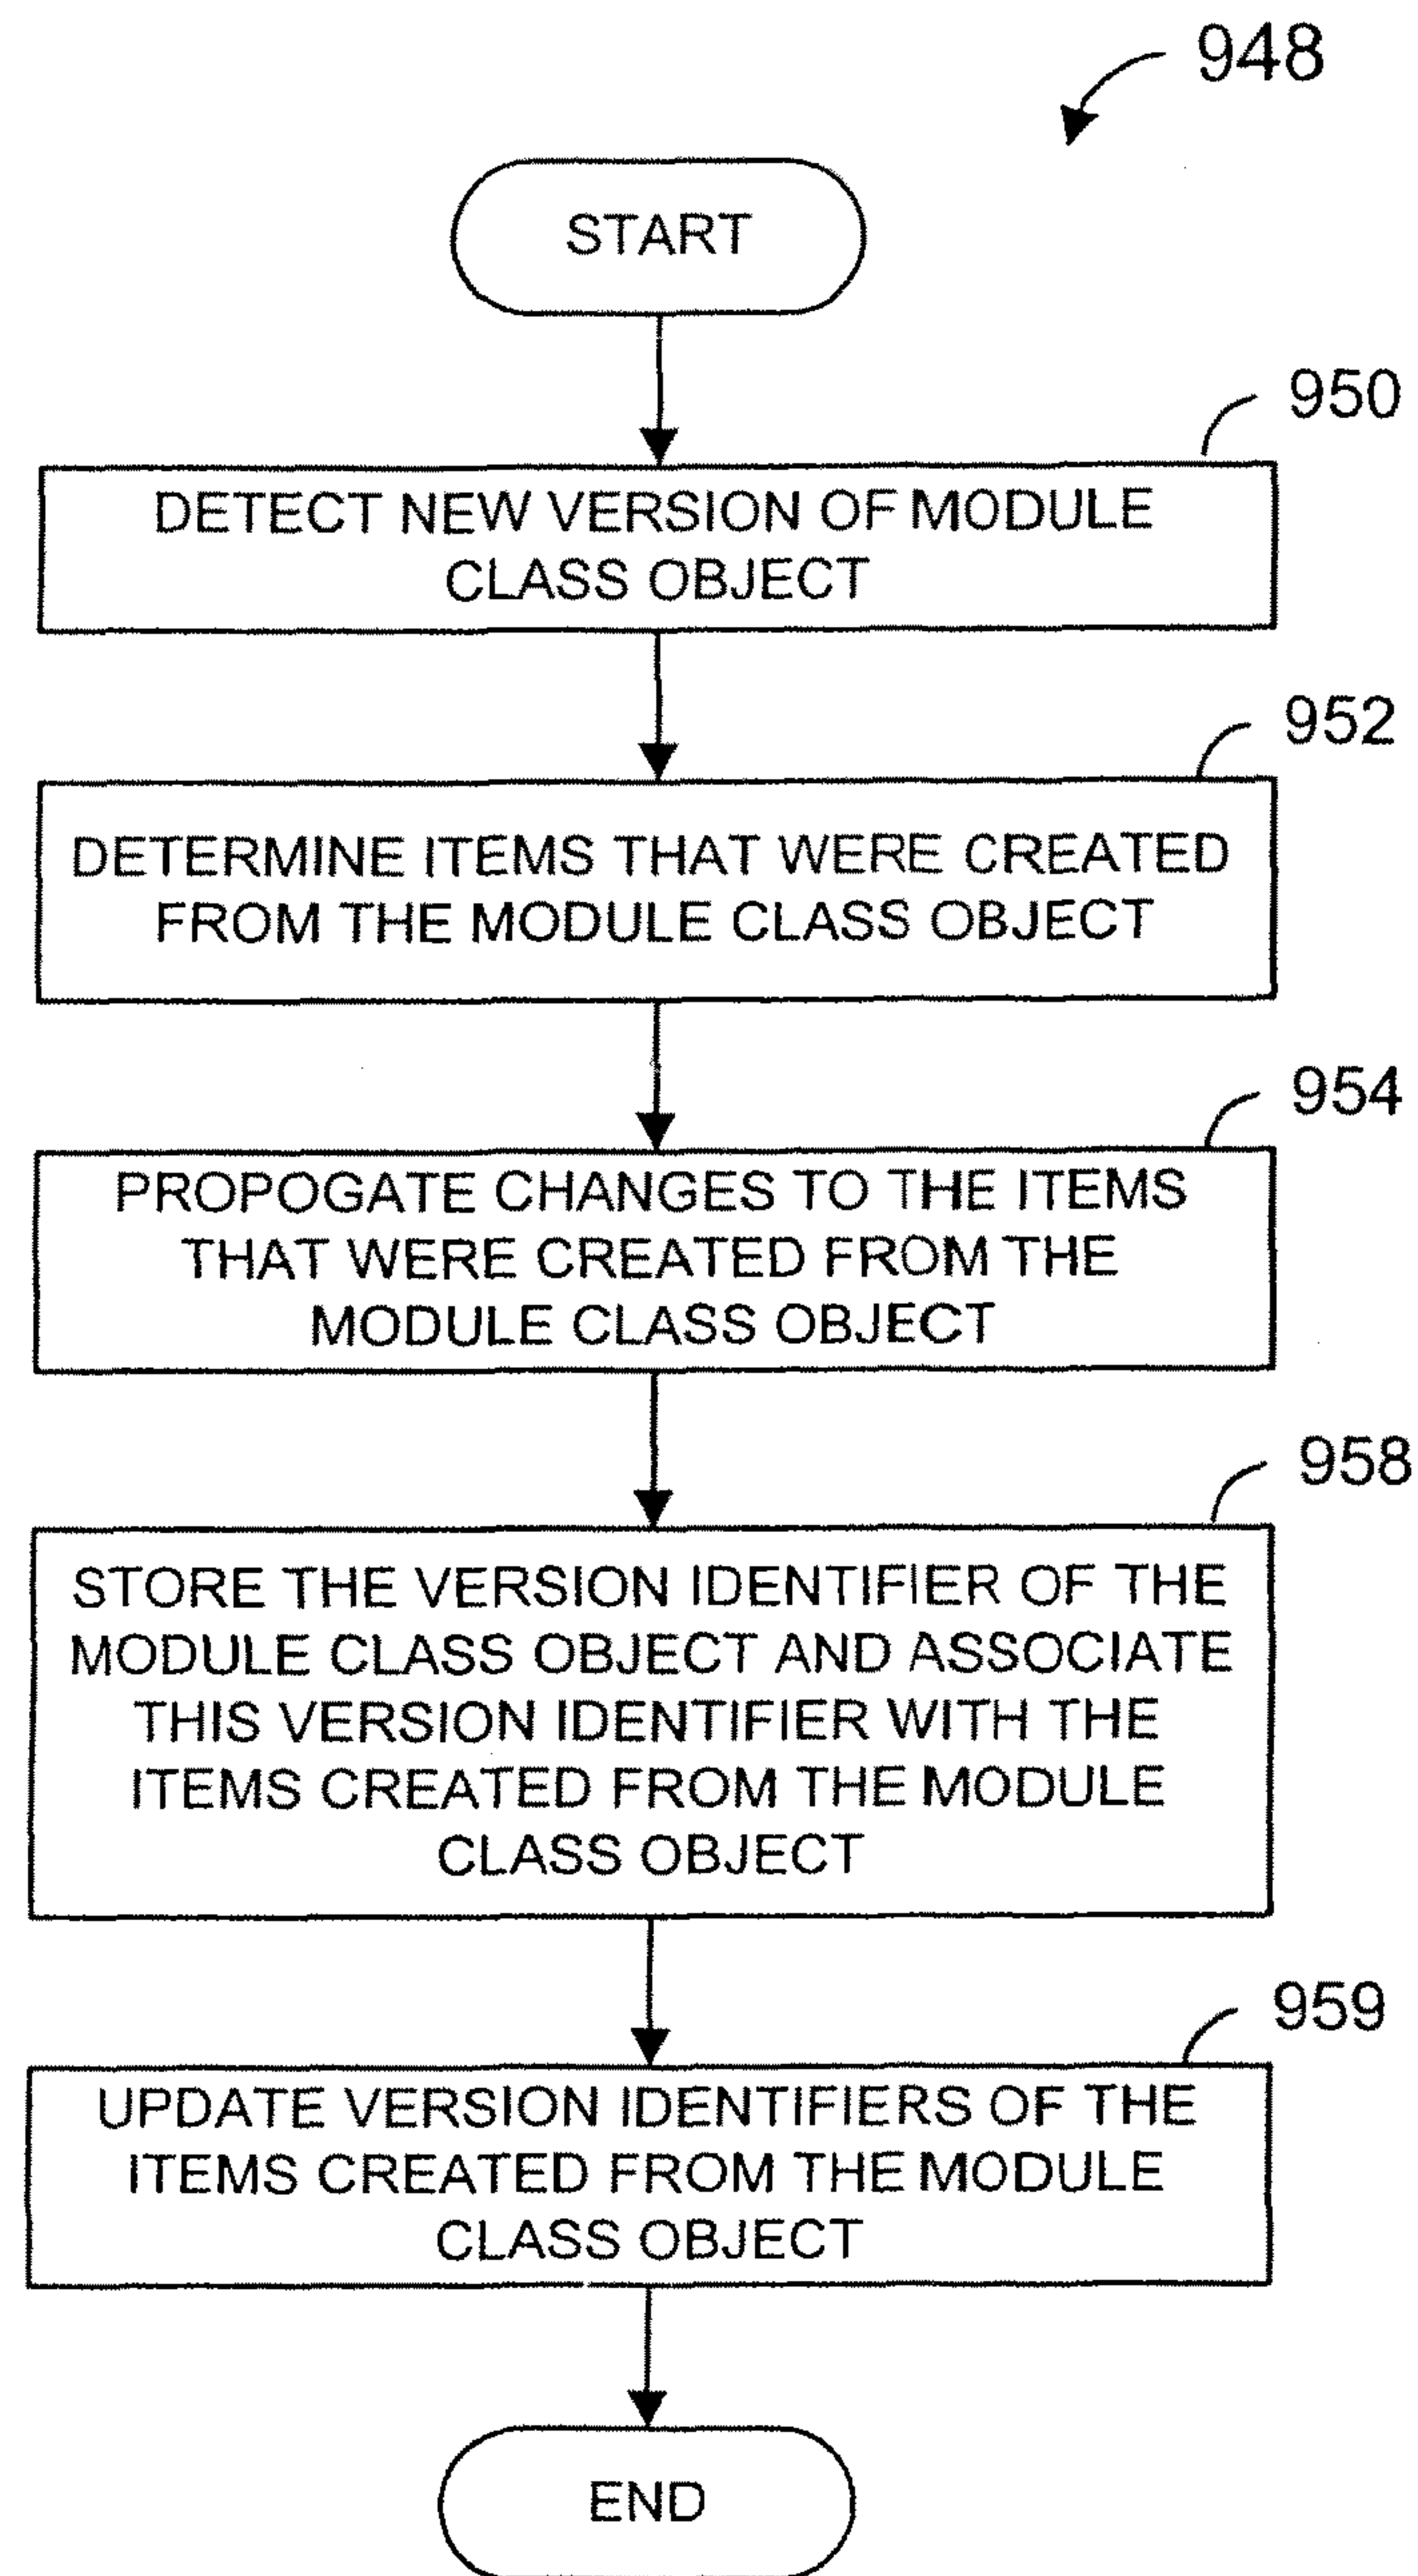 948
START
950
DETECT NEW VERSION OF MODULE
CLASS OBJECT
952
DETERMINE ITEMS THAT WERE CREATED
FROM THE MODULE CLASS OBJECT
954
PROPOGATE CHANGES TO THE ITEMS
THAT WERE CREATED FROM THE
MODULE CLASS OBJECT
958
STORE THE VERSION IDENTIFIER OF THE
MODULE CLASS OBJECT AND ASSOCIATE
THIS VERSION IDENTIFIER WITH THE
ITEMS CREATED FROM THE MODULE
CLASS OBJECT
959
UPDATE VERSION IDENTIFIERS OF THE
ITEMS CREATED FROM THE MODULE
CLASS OBJECT
END